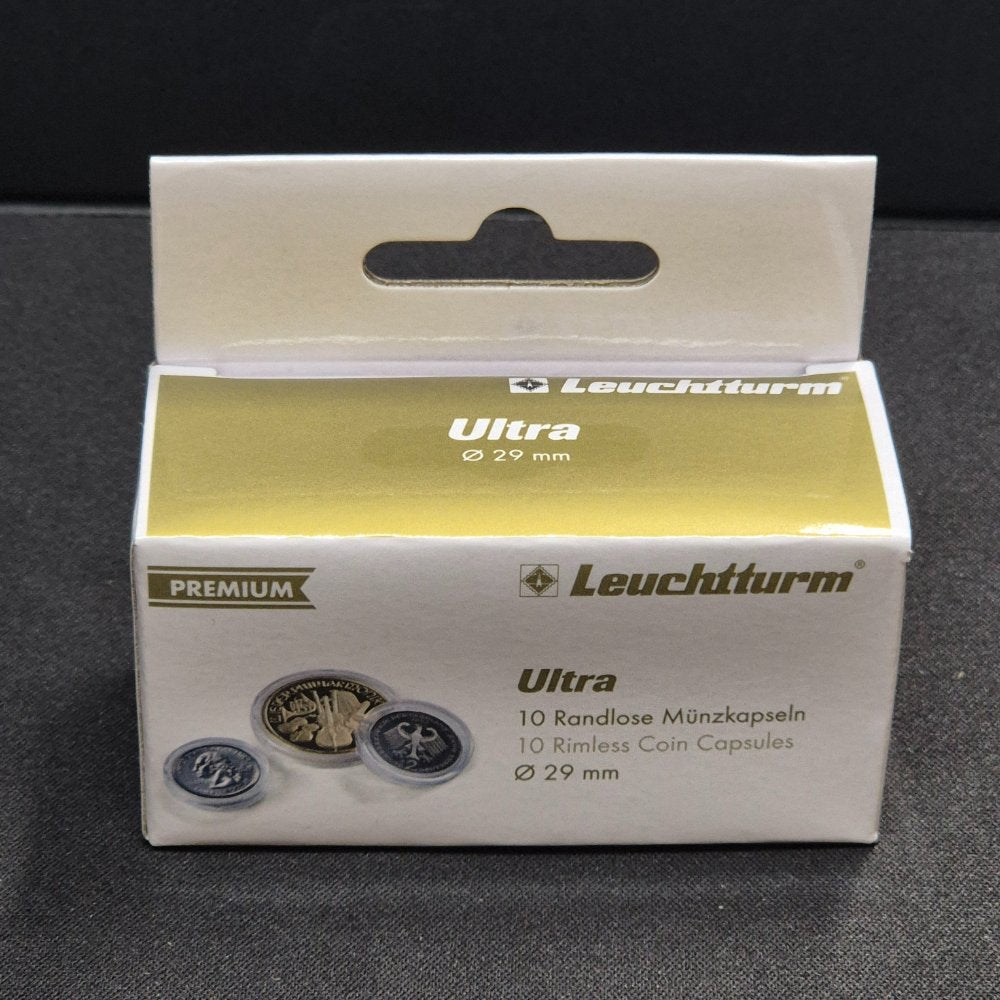 Leuchtturm
Ultra
Ø 29 mm
PREMIUM
Leuchtturm®
Ultra
10 Randlose Münzkapseln
10 Rimless Coin Capsules
Ø 29 mm